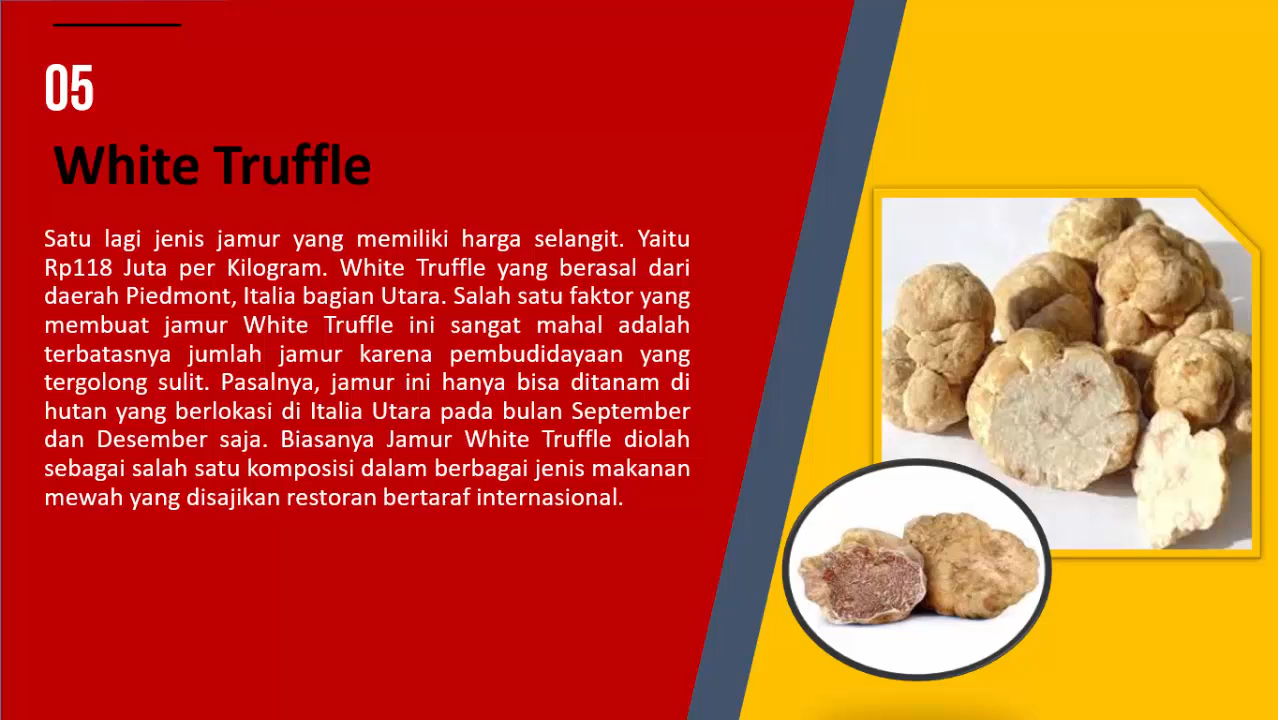 05
White Truffle
Satu lagi jenis jamur yang memiliki harga selangit. Yaitu
Rp118 Juta per Kilogram. White Truffle yang berasal dari
daerah Piedmont, Italia bagian Utara. Salah satu faktor yang
membuat jamur White Truffle ini sangat mahal adalah
terbatasnya jumlah jamur karena pembudidayaan yang
tergolong sulit. Pasalnya, jamur ini hanya bisa ditanam di
hutan yang berlokasi di Italia Utara pada bulan September
dan Desember saja. Biasanya Jamur White Truffle diolah
sebagai salah satu komposisi dalam berbagai jenis makanan
mewah yang disajikan restoran bertaraf internasional.